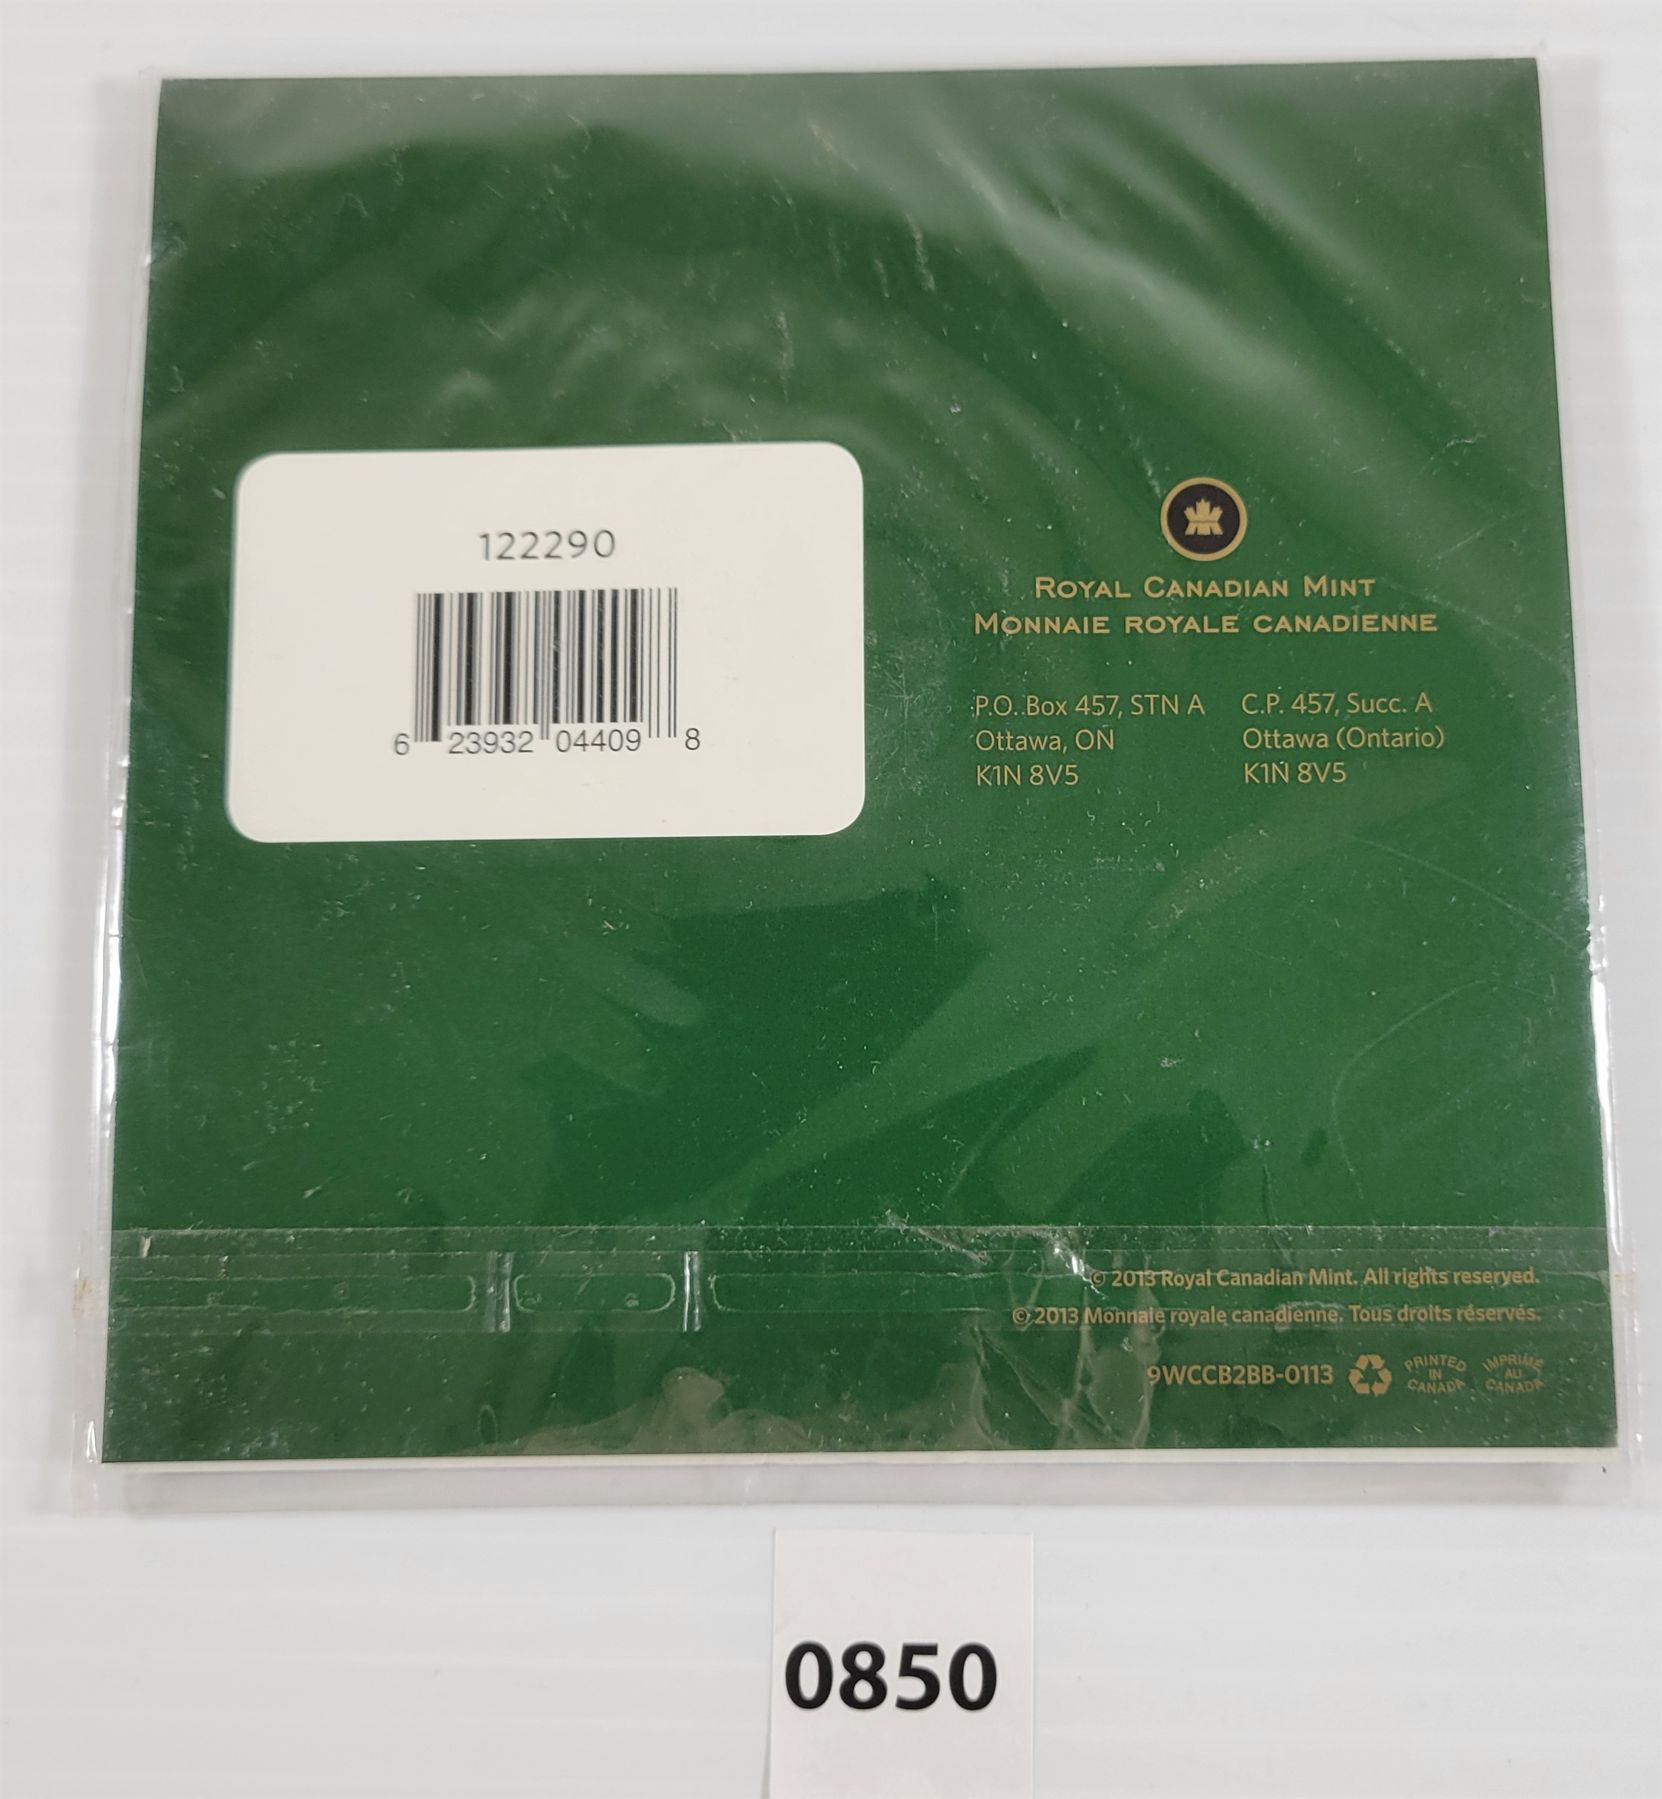 122290
6 23932 04409 8
ROYAL CANADIAN MINT
MONNAIE ROYALE CANADIENNE
P.O. Box 457, STN A
Ottawa, ON
K1N 8V5
C.P. 457, Succ. A
Ottawa (Ontario)
K1N 8V5
© 2013 Royal Canadian Mint. All rights reserved.
© 2013 Monnaie royale canadienne. Tous droits réservés.
9WCCB2BB-0113
PRINTED
IN
CANADA
IMPRIMÉ
AU
CANADA
0850